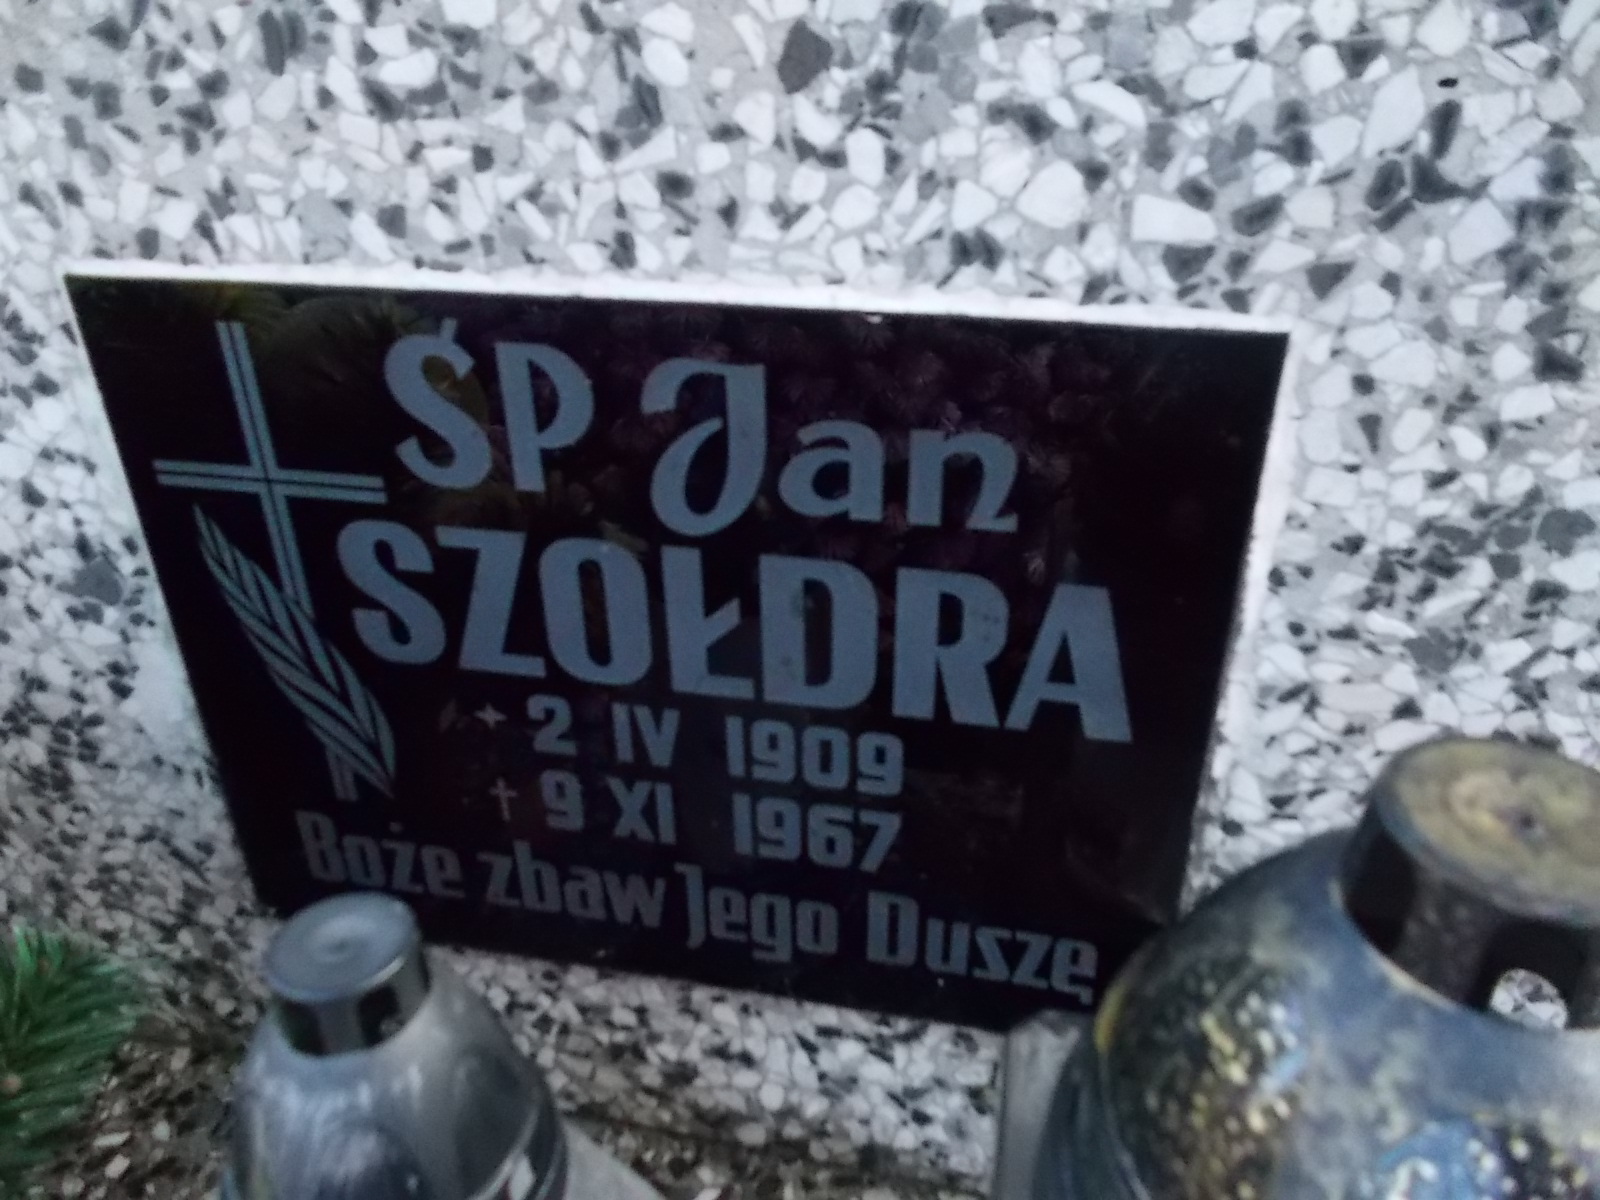 ŚP Jan
SZOŁDRA
2 IV 1909
† 9 XI 1967
Boże zbaw Jego Duszę